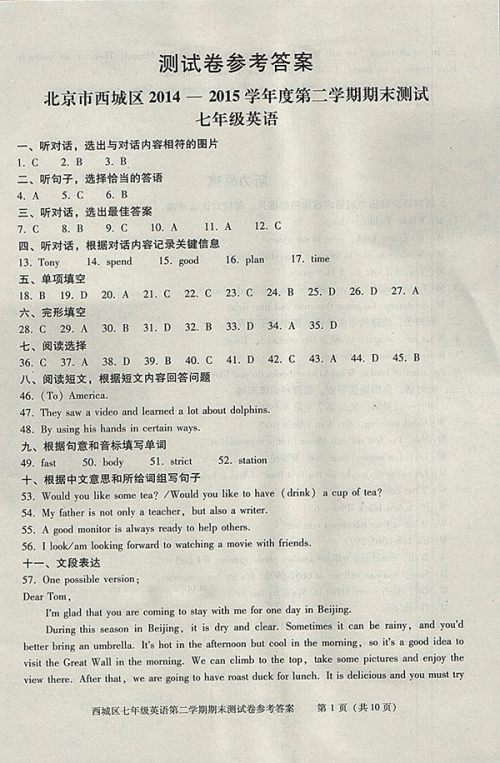 测试卷参考答案
北京市西城区 2014 — 2015 学年度第二学期期末测试
七年级英语
一、听对话，选出与对话内容相符的图片
1. C 2. B 3. B
二、听句子，选择恰当的答语
4. A 5. C 6. B
三、听对话，选出最佳答案
7. C 8. B 9. C 10. A 11. A 12. C
四、听对话，根据对话内容记录关键信息
13. Tony 14. spend 15. good 16. plan 17. time
五、单项填空
18. B 19. D 20. A 21. C 22. C 23. C 24. B 25. D 26. D 27. A
六、完形填空
28. C 29. A 30. B 31. C 32. D 33. B 34. A 35. D
七、阅读选择
36. C 37. A 38. D 39. D 40. C 41. D 42. C 43. A 44. D 45. B
八、阅读短文，根据短文内容回答问题
46. (To) America.
47. They saw a video and learned a lot about dolphins.
48. By using his hands in certain ways.
九、根据句意和音标填写单词
49. fast 50. body 51. strict 52. station
十、根据中文意思和所给词组写句子
53. Would you like some tea? /Would you like to have (drink) a cup of tea?
54. My father is not only a teacher, but also a writer.
55. A good monitor is always ready to help others.
56. I look/am looking forward to watching a movie with friends.
十一、文段表达
57. One possible version;
Dear Tom,
I'm glad that you are coming to stay with me for one day in Beijing.
During this season in Beijing, it is dry and clear. Sometimes it can be rainy, and you'd
better bring an umbrella. It's hot in the afternoon but cool in the morning, so it's a good idea to
visit the Great Wall in the morning. We can climb to the top, take some pictures and enjoy the
view there. After that, we are going to have roast duck for lunch. It is delicious and you must try
西城区七年级英语第二学期期末测试卷参考答案 第 1 页（共 10 页）